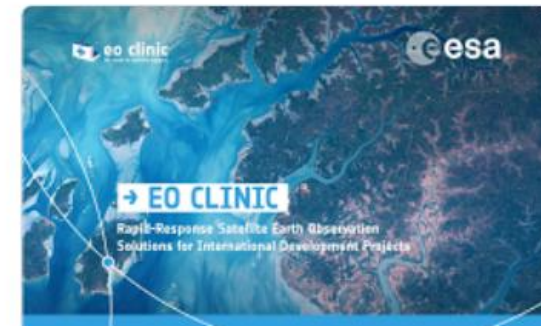 eo clinic
esa
→ EO CLINIC
Rapid-Response Satellite Earth Observation
Solutions for International Development Projects